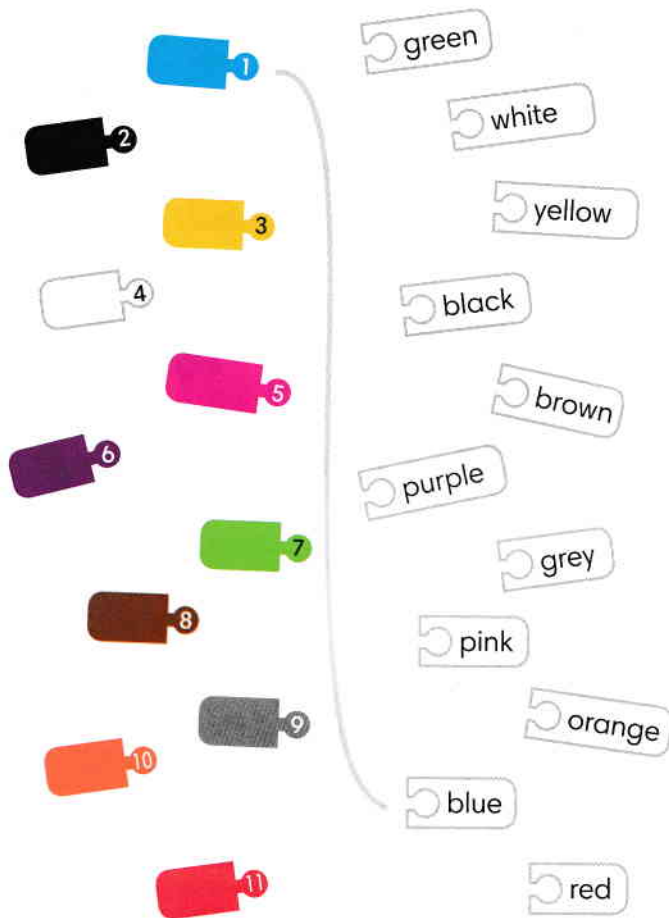 1
green
2
white
3
yellow
4
black
5
brown
6
purple
7
grey
8
pink
9
orange
10
blue
11
red